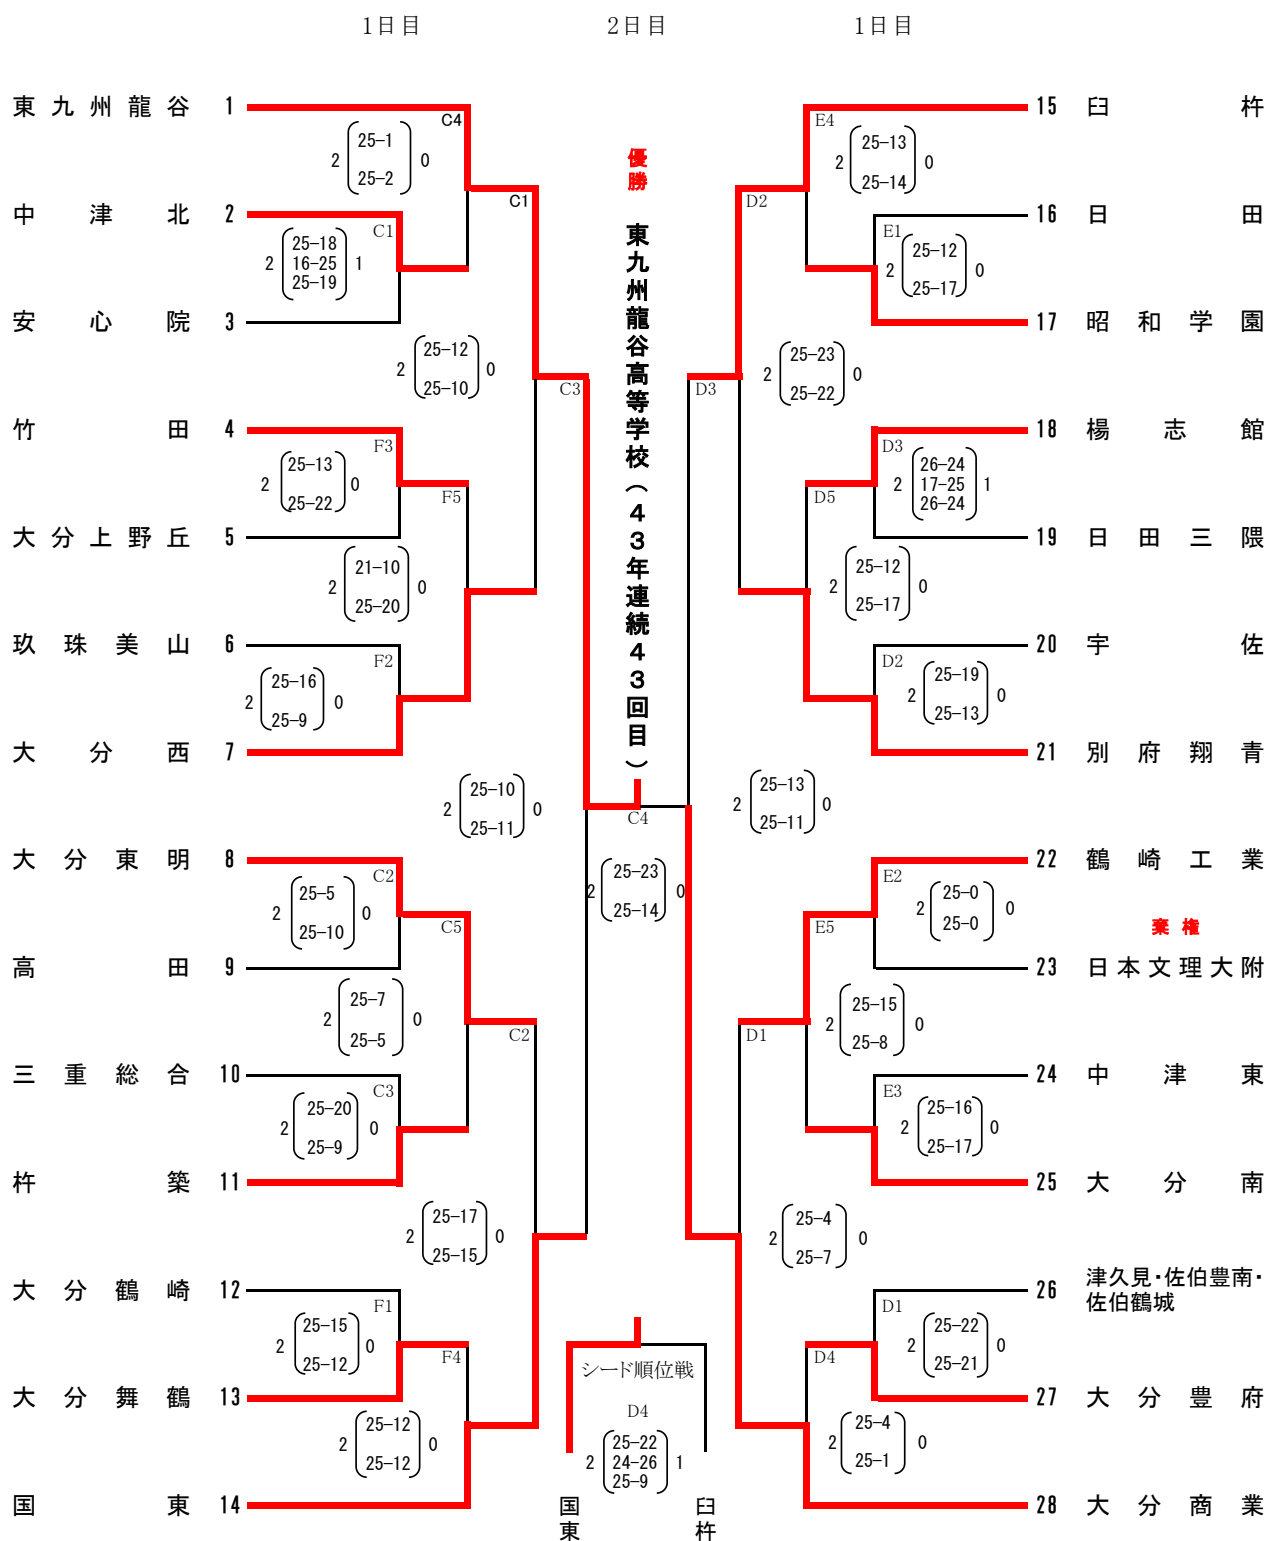 1日目
2日目
1日目
東九州龍谷 1
中津北 2
安心院 3
竹田 4
大分上野丘 5
玖珠美山 6
大分西 7
大分東明 8
高田 9
三重総合 10
杵築 11
大分鶴崎 12
大分舞鶴 13
国東 14
C4
2 25-1 0
25-2
C1
C1
2 25-18 1
16-25
25-19
2 25-12 0
25-10
C3
F3
2 25-13 0
25-22
F5
2 21-10 0
25-20
F2
2 25-16 0
25-9
2 25-10 0
25-11
C2
2 25-5 0
25-10
C5
2 25-7 0
25-5
C2
C3
2 25-20 0
25-9
2 25-17 0
25-15
F1
2 25-15 0
25-12
F4
2 25-12 0
25-12
優勝
東九州龍谷高等学校(43年連続43回目)
C4
2 25-23 0
25-14
シード順位戦
D4
2 25-22 1
24-26
25-9
国東
臼杵
E4
2 25-13 0
25-14
D2
E1
2 25-12 0
25-17
2 25-23 0
25-22
D3
D3
2 26-24 1
17-25
26-24
D5
2 25-12 0
25-17
D2
2 25-19 0
25-13
2 25-13 0
25-11
E2
2 25-0 0
25-0
E5
2 25-15 0
25-8
D1
E3
2 25-16 0
25-17
2 25-4 0
25-7
D1
2 25-22 0
25-21
D4
2 25-4 0
25-1
15 臼杵
16 日田
17 昭和学園
18 楊志館
19 日田三隈
20 宇佐
21 別府翔青
22 鶴崎工業
棄権
23 日本文理大附
24 中津東
25 大分南
26 津久見・佐伯豊南・
佐伯鶴城
27 大分豊府
28 大分商業